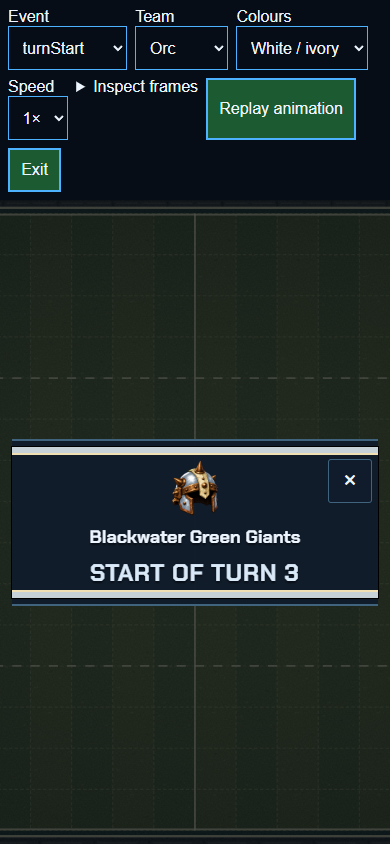 Event
Team
Colours
turnStart
Orc
White / ivory
Speed
▶ Inspect frames
Replay animation
1×
Exit
×
Blackwater Green Giants
START OF TURN 3